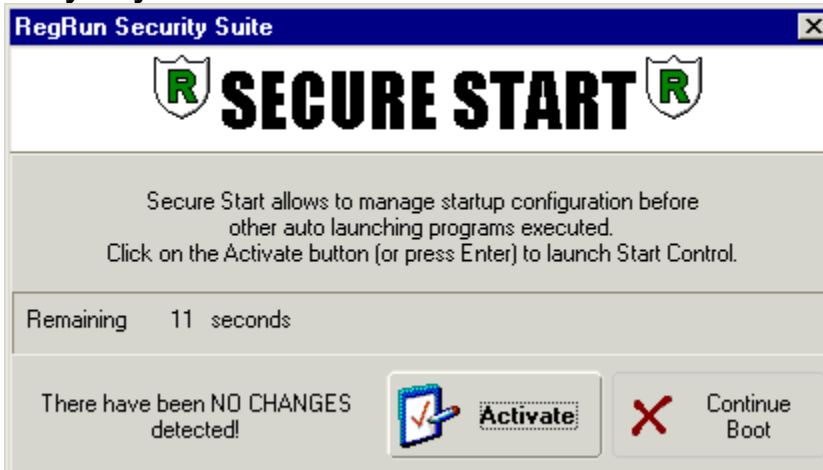 RegRun Security Suite
R SECURE START R
Secure Start allows to manage startup configuration before
other auto launching programs executed.
Click on the Activate button (or press Enter) to launch Start Control.
Remaining 11 seconds
There have been NO CHANGES
detected!
Activate
Continue
Boot